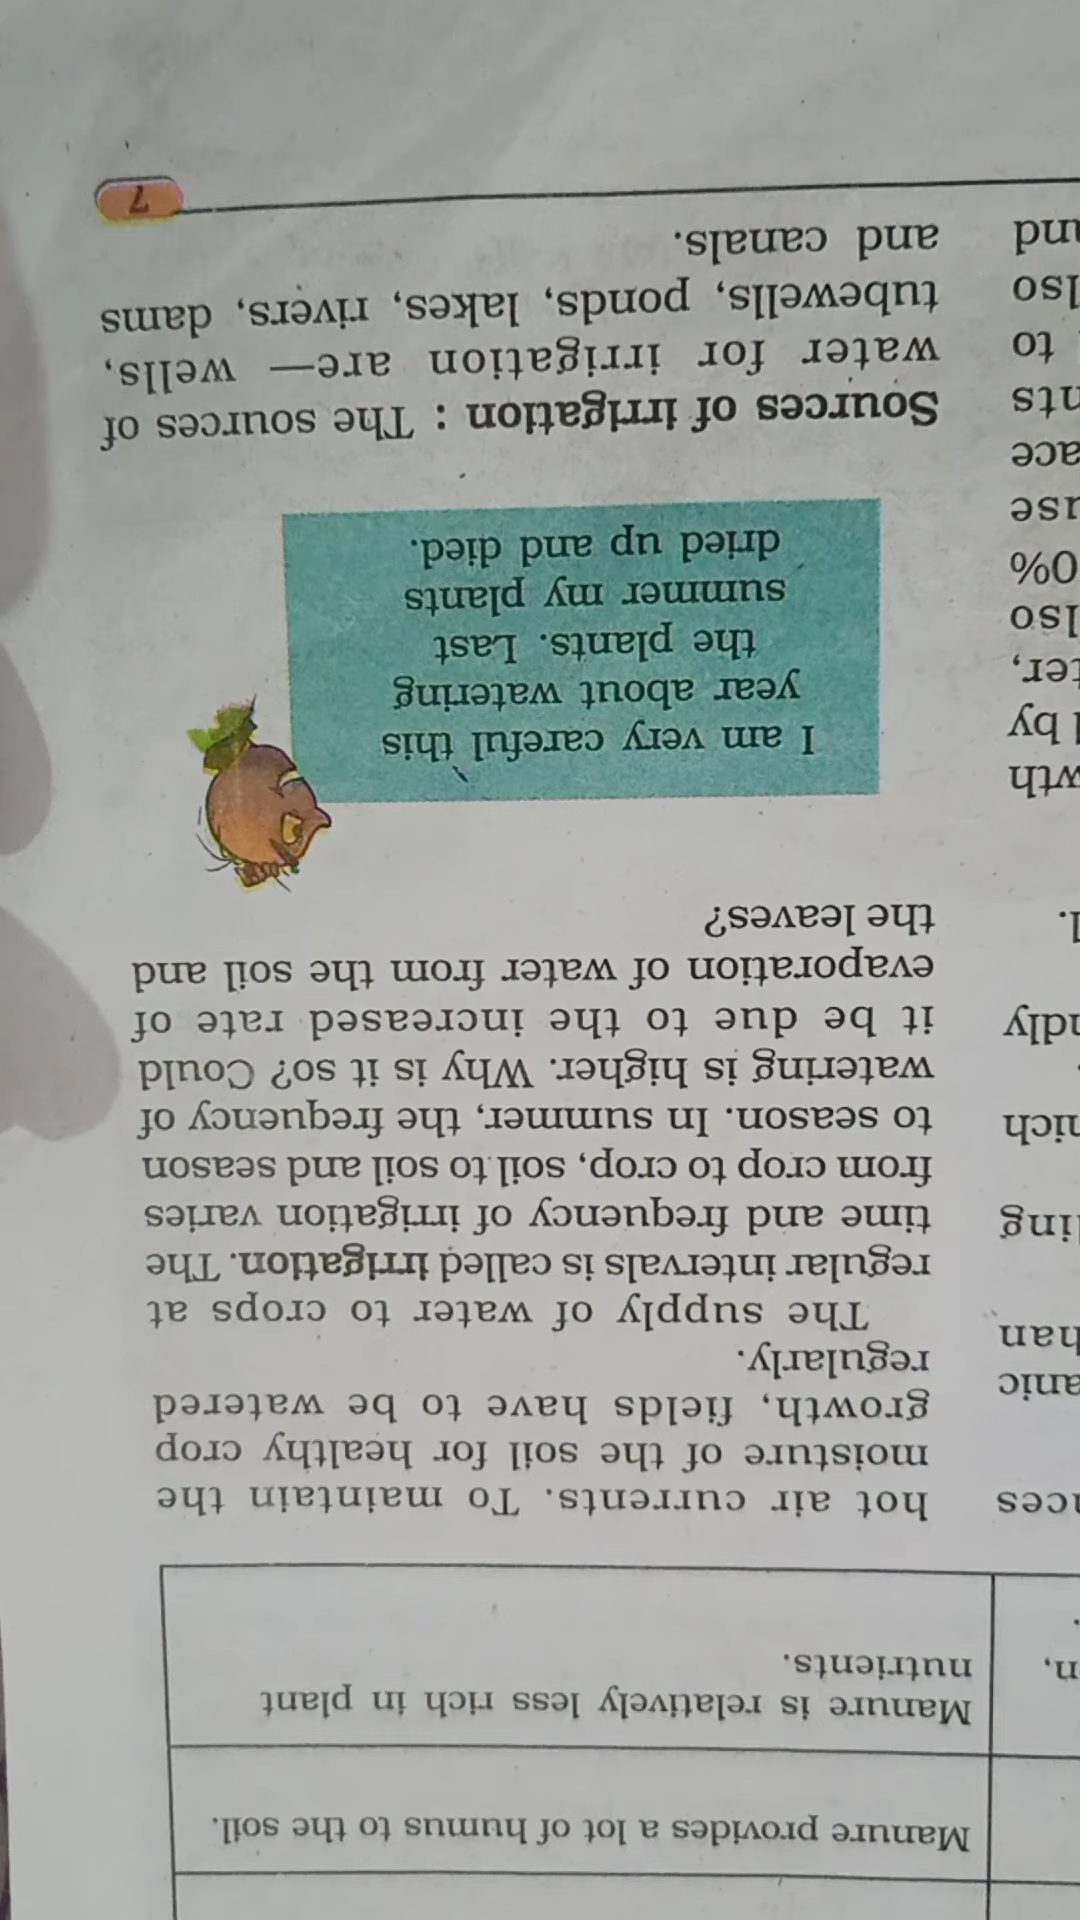 Manure provides a lot of humus to the soil.
Manure is relatively less rich in plant
nutrients.
hot air currents. To maintain the
moisture of the soil for healthy crop
growth, fields have to be watered
regularly.
The supply of water to crops at
regular intervals is called irrigation. The
time and frequency of irrigation varies
from crop to crop, soil to soil and season
to season. In summer, the frequency of
watering is higher. Why is it so? Could
it be due to the increased rate of
evaporation of water from the soil and
the leaves?
I am very careful this
year about watering
the plants. Last
summer my plants
dried up and died.
Sources of irrigation : The sources of
water for irrigation are— wells,
tubewells, ponds, lakes, rivers, dams
and canals.
7